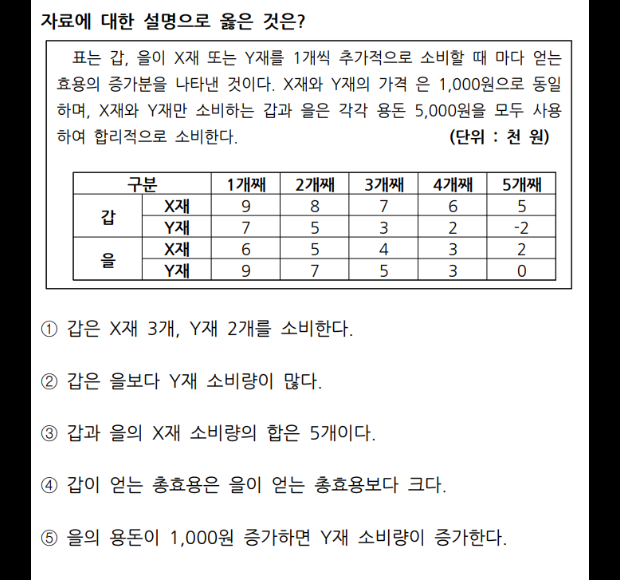 자료에 대한 설명으로 옳은 것은?
표는 갑, 을이 X재 또는 Y재를 1개씩 추가적으로 소비할 때 마다 얻는
효용의 증가분을 나타낸 것이다. X재와 Y재의 가격 은 1,000원으로 동일
하며, X재와 Y재만 소비하는 갑과 을은 각각 용돈 5,000원을 모두 사용
하여 합리적으로 소비한다. (단위 : 천 원)
구분 1개째 2개째 3개째 4개째 5개째
갑 X재 9 8 7 6 5
Y재 7 5 3 2 -2
을 X재 6 5 4 3 2
Y재 9 7 5 3 0
① 갑은 X재 3개, Y재 2개를 소비한다.
② 갑은 을보다 Y재 소비량이 많다.
③ 갑과 을의 X재 소비량의 합은 5개이다.
④ 갑이 얻는 총효용은 을이 얻는 총효용보다 크다.
⑤ 을의 용돈이 1,000원 증가하면 Y재 소비량이 증가한다.